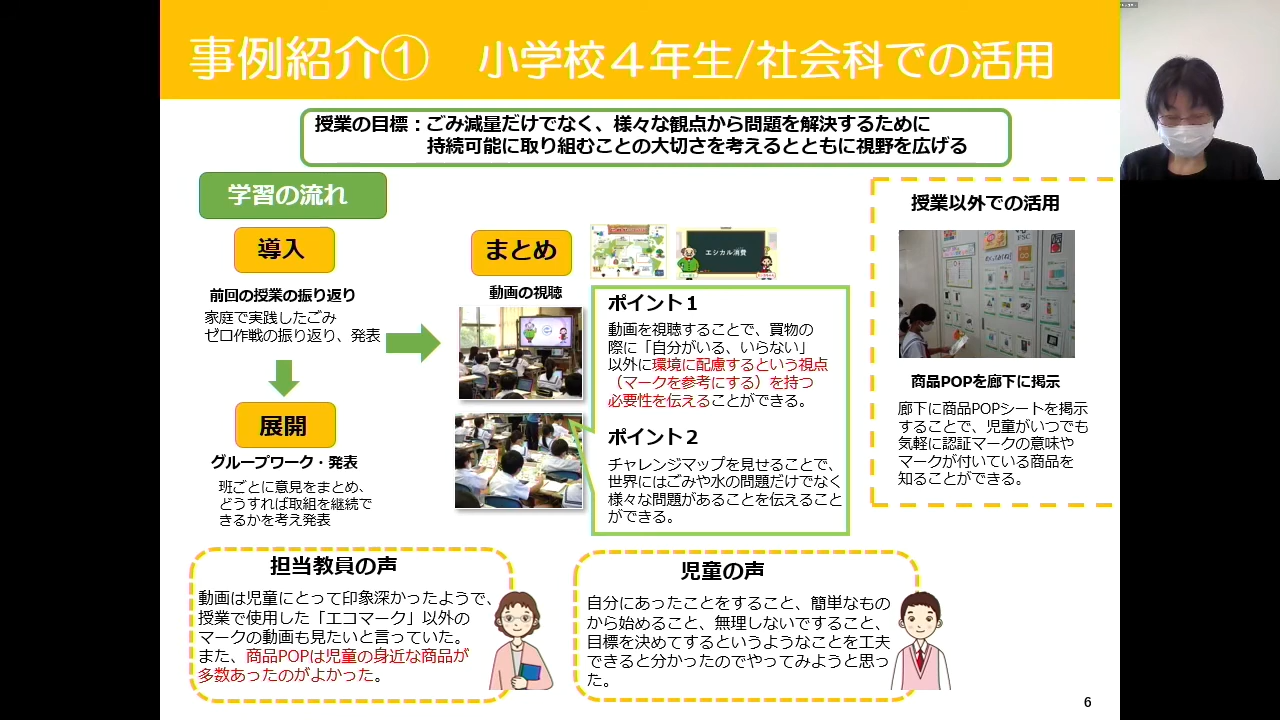 事例紹介① 小学校４年生/社会科での活用
授業の目標：ごみ減量だけでなく、様々な観点から問題を解決するために
持続可能に取り組むことの大切さを考えるとともに視野を広げる
学習の流れ
導入
前回の授業の振り返り
家庭で実践したごみ
ゼロ作戦の振り返り、発表
展開
グループワーク・発表
班ごとに意見をまとめ、
どうすれば取組を継続で
きるかを考え発表
まとめ
動画の視聴
エシカル消費
ポイント１
動画を視聴することで、買物の
際に「自分がいる、いらない」
以外に環境に配慮するという視点
（マークを参考にする）を持つ
必要性を伝えることができる。
ポイント２
チャレンジマップを見せることで、
世界にはごみや水の問題だけでなく
様々な問題があることを伝えること
ができる。
授業以外での活用
商品POPを廊下に掲示
廊下に商品POPシートを掲示
することで、児童がいつでも
気軽に認証マークの意味や
マークが付いている商品を
知ることができる。
担当教員の声
動画は児童にとって印象深かったようで、
授業で使用した「エコマーク」以外の
マークの動画も見たいと言っていた。
また、商品POPは児童の身近な商品が
多数あったのがよかった。
児童の声
自分にあったことをすること、簡単なもの
から始めること、無理しないですること、
目標を決めてするというようなことを工夫
できると分かったのでやってみようと思っ
た。
6